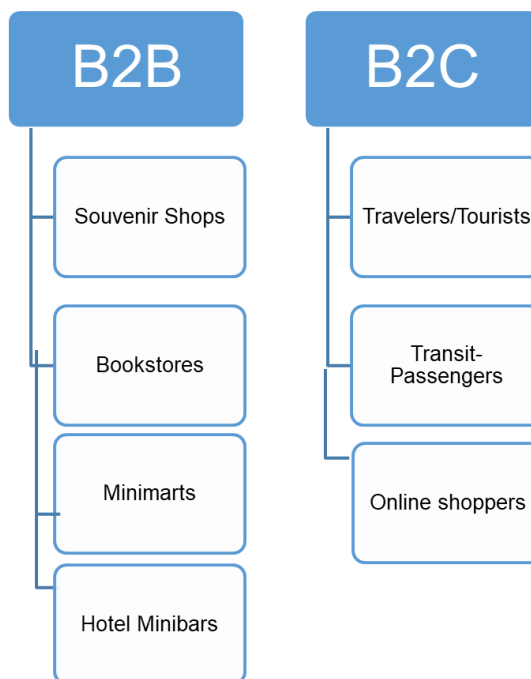 B2B
Souvenir Shops
Bookstores
Minimarts
Hotel Minibars
B2C
Travelers/Tourists
Transit-
Passengers
Online shoppers